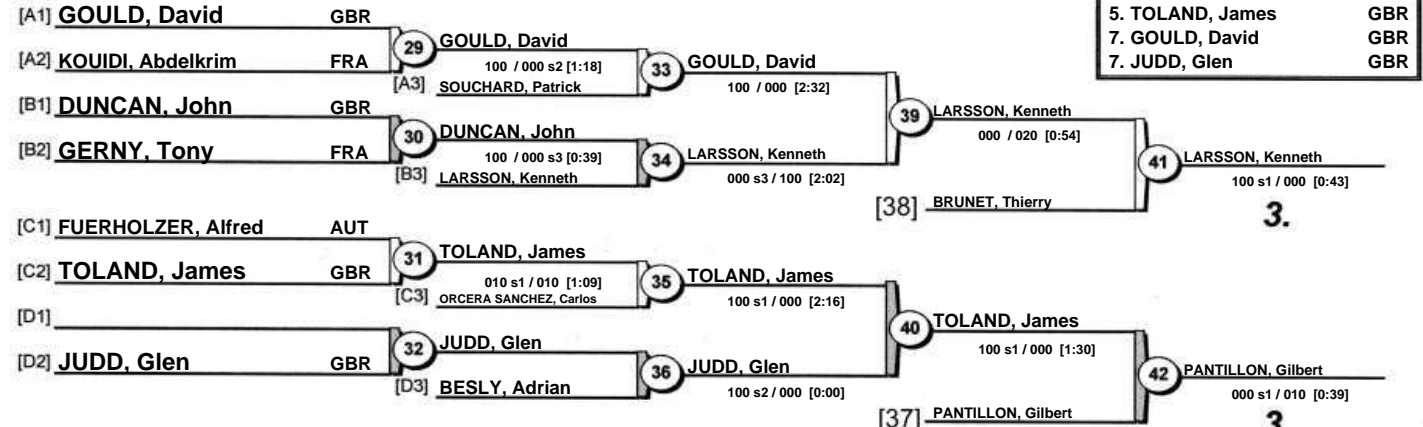 [A1] GOULD, David GBR
[A2] KOUIDI, Abdelkrim FRA
29
GOULD, David
100 / 000 s2 [1:18]
[A3] SOUCHARD, Patrick
33
GOULD, David
100 / 000 [2:32]
[B1] DUNCAN, John GBR
[B2] GERNY, Tony FRA
30
DUNCAN, John
100 / 000 s3 [0:39]
[B3] LARSSON, Kenneth
34
LARSSON, Kenneth
000 s3 / 100 [2:02]
39
LARSSON, Kenneth
000 / 020 [0:54]
[38] BRUNET, Thierry
41
LARSSON, Kenneth
100 s1 / 000 [0:43]
3.
[C1] FUERHOLZER, Alfred AUT
[C2] TOLAND, James GBR
31
TOLAND, James
010 s1 / 010 [1:09]
[C3] ORCERA SANCHEZ, Carlos
35
TOLAND, James
100 s1 / 000 [2:16]
[D1]
[D2] JUDD, Glen GBR
32
JUDD, Glen
[D3] BESLY, Adrian
36
JUDD, Glen
100 s2 / 000 [0:00]
40
TOLAND, James
100 s1 / 000 [1:30]
[37] PANTILLON, Gilbert
42
PANTILLON, Gilbert
000 s1 / 010 [0:39]
3.
5. TOLAND, James GBR
7. GOULD, David GBR
7. JUDD, Glen GBR